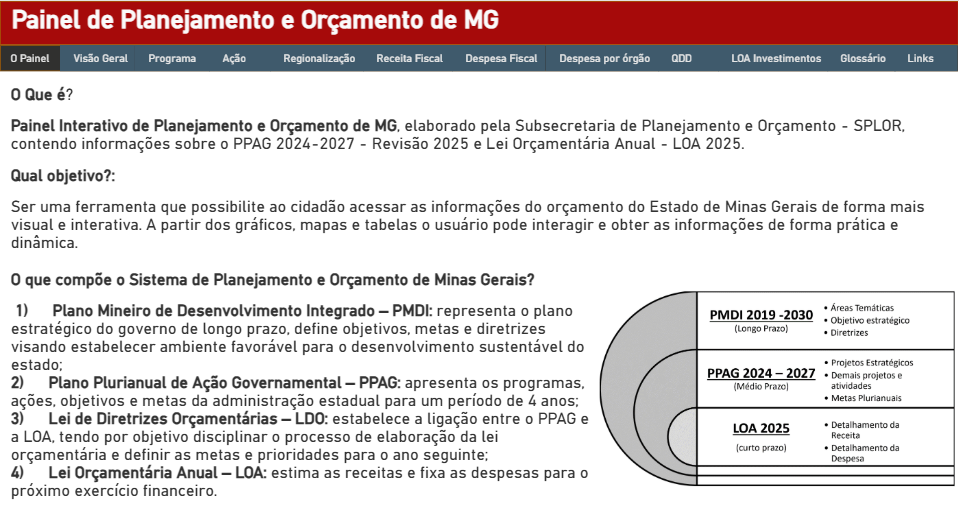 Painel de Planejamento e Orçamento de MG
O Painel Visão Geral Programa Ação Regionalização Receita Fiscal Despesa Fiscal Despesa por órgão QDD LOA Investimentos Glossário Links
O Que é?
Painel Interativo de Planejamento e Orçamento de MG, elaborado pela Subsecretaria de Planejamento e Orçamento - SPLOR,
contendo informações sobre o PPAG 2024-2027 - Revisão 2025 e Lei Orçamentária Anual - LOA 2025.
Qual objetivo?:
Ser uma ferramenta que possibilite ao cidadão acessar as informações do orçamento do Estado de Minas Gerais de forma mais
visual e interativa. A partir dos gráficos, mapas e tabelas o usuário pode interagir e obter as informações de forma prática e
dinâmica.
O que compõe o Sistema de Planejamento e Orçamento de Minas Gerais?
1) Plano Mineiro de Desenvolvimento Integrado – PMDI: representa o plano
estratégico do governo de longo prazo, define objetivos, metas e diretrizes
visando estabelecer ambiente favorável para o desenvolvimento sustentável do
estado;
2) Plano Plurianual de Ação Governamental – PPAG: apresenta os programas,
ações, objetivos e metas da administração estadual para um período de 4 anos;
3) Lei de Diretrizes Orçamentárias – LDO: estabelece a ligação entre o PPAG e
a LOA, tendo por objetivo disciplinar o processo de elaboração da lei
orçamentária e definir as metas e prioridades para o ano seguinte;
4) Lei Orçamentária Anual – LOA: estima as receitas e fixa as despesas para o
próximo exercício financeiro.
PMDI 2019 -2030
(Longo Prazo)
• Áreas Temáticas
• Objetivo estratégico
• Diretrizes
PPAG 2024 – 2027
(Médio Prazo)
• Projetos Estratégicos
• Demais projetos e
atividades
• Metas Plurianuais
LOA 2025
(curto prazo)
• Detalhamento da
Receita
• Detalhamento da
Despesa